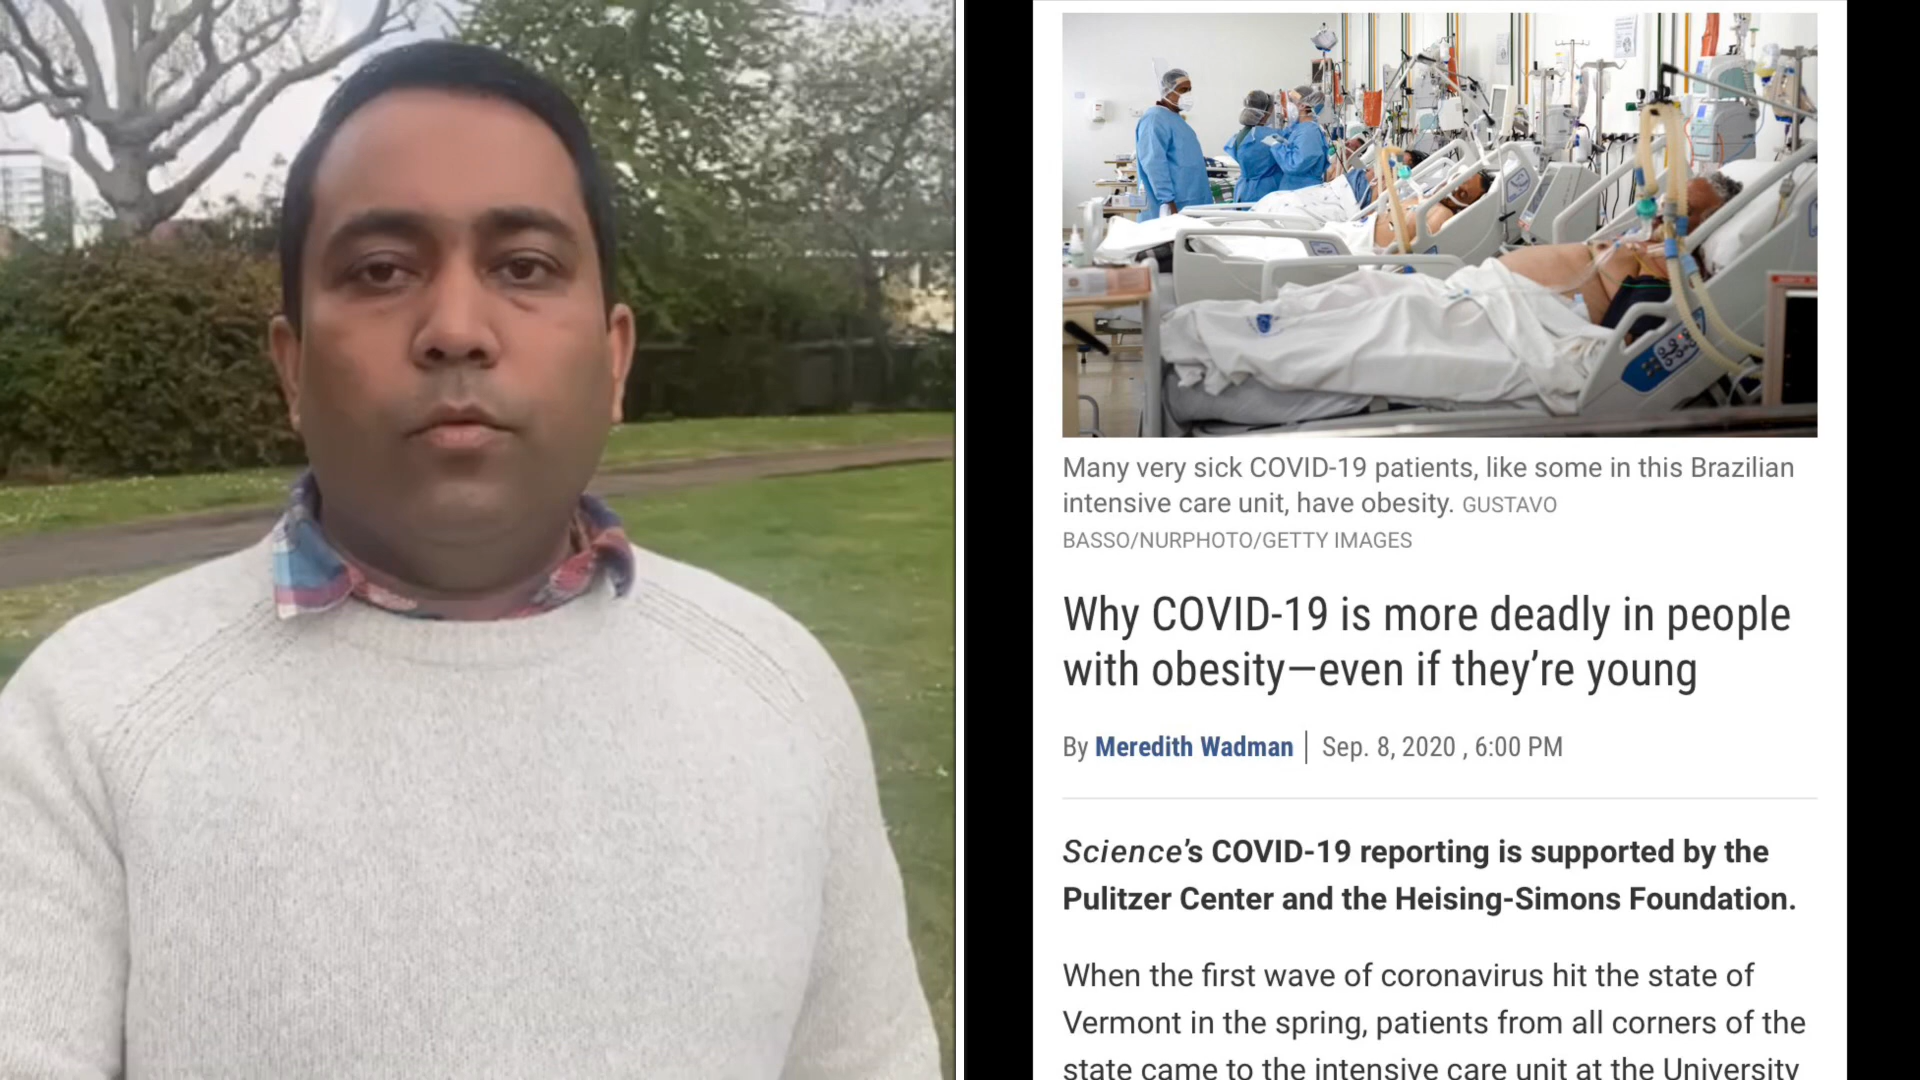 Many very sick COVID-19 patients, like some in this Brazilian
intensive care unit, have obesity. GUSTAVO
BASSO/NURPHOTO/GETTY IMAGES
Why COVID-19 is more deadly in people
with obesity—even if they’re young
By Meredith Wadman | Sep. 8, 2020 , 6:00 PM
Science’s COVID-19 reporting is supported by the
Pulitzer Center and the Heising-Simons Foundation.
When the first wave of coronavirus hit the state of
Vermont in the spring, patients from all corners of the
state came to the intensive care unit at the University